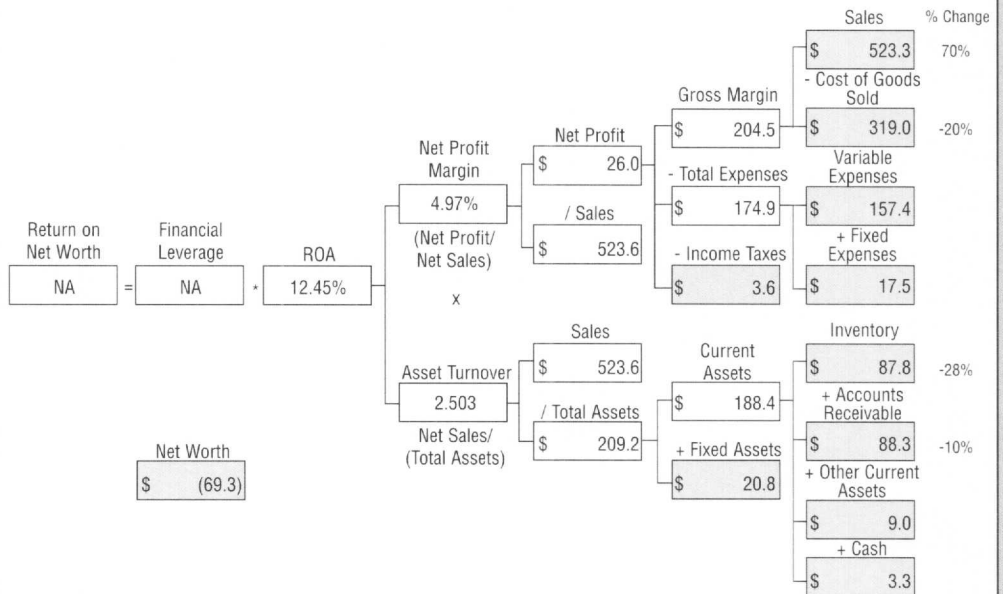 Sales % Change
$ 523.3 70%
- Cost of Goods
Sold
$ 319.0 -20%
Gross Margin
$ 204.5
Variable
Expenses
$ 157.4
+ Fixed
Expenses
$ 17.5
Net Profit
$ 26.0
- Total Expenses
$ 174.9
- Income Taxes
$ 3.6
/ Sales
$ 523.6
Net Profit
Margin
4.97%
(Net Profit/
Net Sales)
x
Return on
Net Worth
NA
=
Financial
Leverage
NA
*
ROA
12.45%
Asset Turnover
2.503
Net Sales/
(Total Assets)
Sales
$ 523.6
/ Total Assets
$ 209.2
Current
Assets
$ 188.4
+ Fixed Assets
$ 20.8
Inventory
$ 87.8 -28%
+ Accounts
Receivable
$ 88.3 -10%
+ Other Current
Assets
$ 9.0
+ Cash
$ 3.3
Net Worth
$ (69.3)